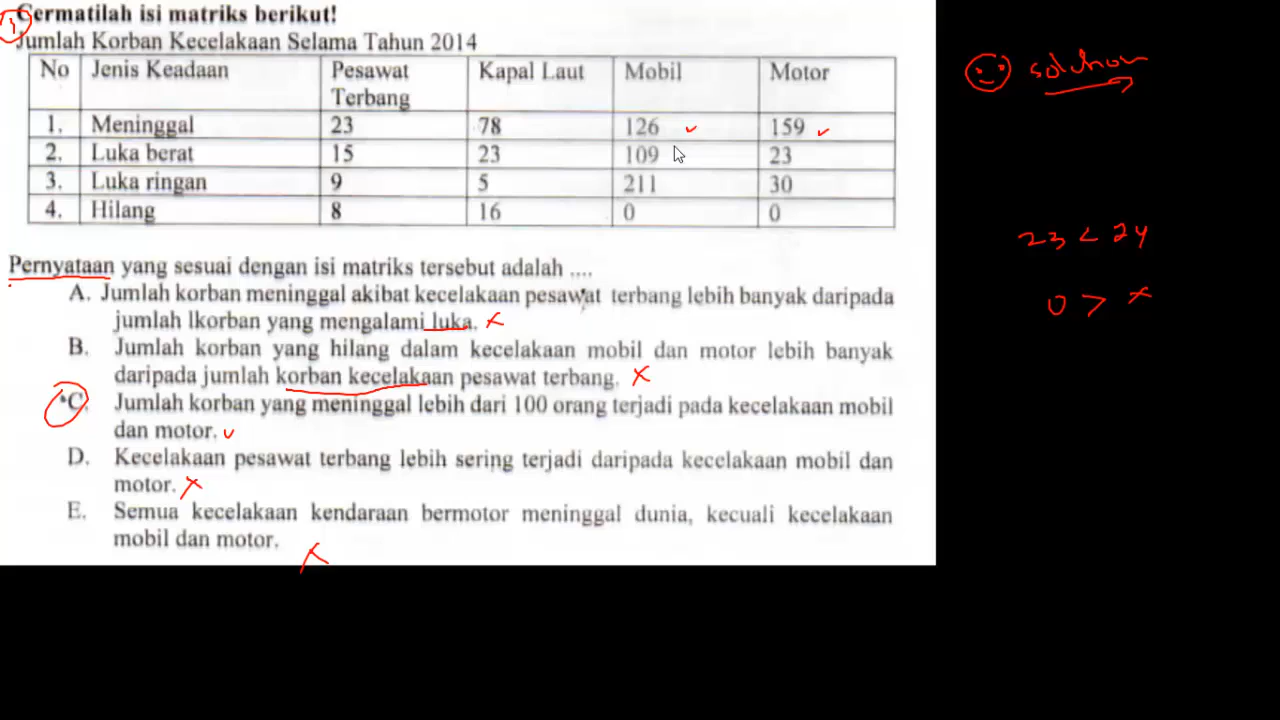 1
Cermatilah isi matriks berikut!
Jumlah Korban Kecelakaan Selama Tahun 2014
No Jenis Keadaan Pesawat Terbang Kapal Laut Mobil Motor
1. Meninggal 23 78 126 159
2. Luka berat 15 23 109 23
3. Luka ringan 9 5 211 30
4. Hilang 8 16 0 0
Pernyataan yang sesuai dengan isi matriks tersebut adalah ....
A. Jumlah korban meninggal akibat kecelakaan pesawat terbang lebih banyak daripada
jumlah lkorban yang mengalami luka.
B. Jumlah korban yang hilang dalam kecelakaan mobil dan motor lebih banyak
daripada jumlah korban kecelakaan pesawat terbang.
*C. Jumlah korban yang meninggal lebih dari 100 orang terjadi pada kecelakaan mobil
dan motor.
D. Kecelakaan pesawat terbang lebih sering terjadi daripada kecelakaan mobil dan
motor.
E. Semua kecelakaan kendaraan bermotor meninggal dunia, kecuali kecelakaan
mobil dan motor.
solution
23 < 24
0 >